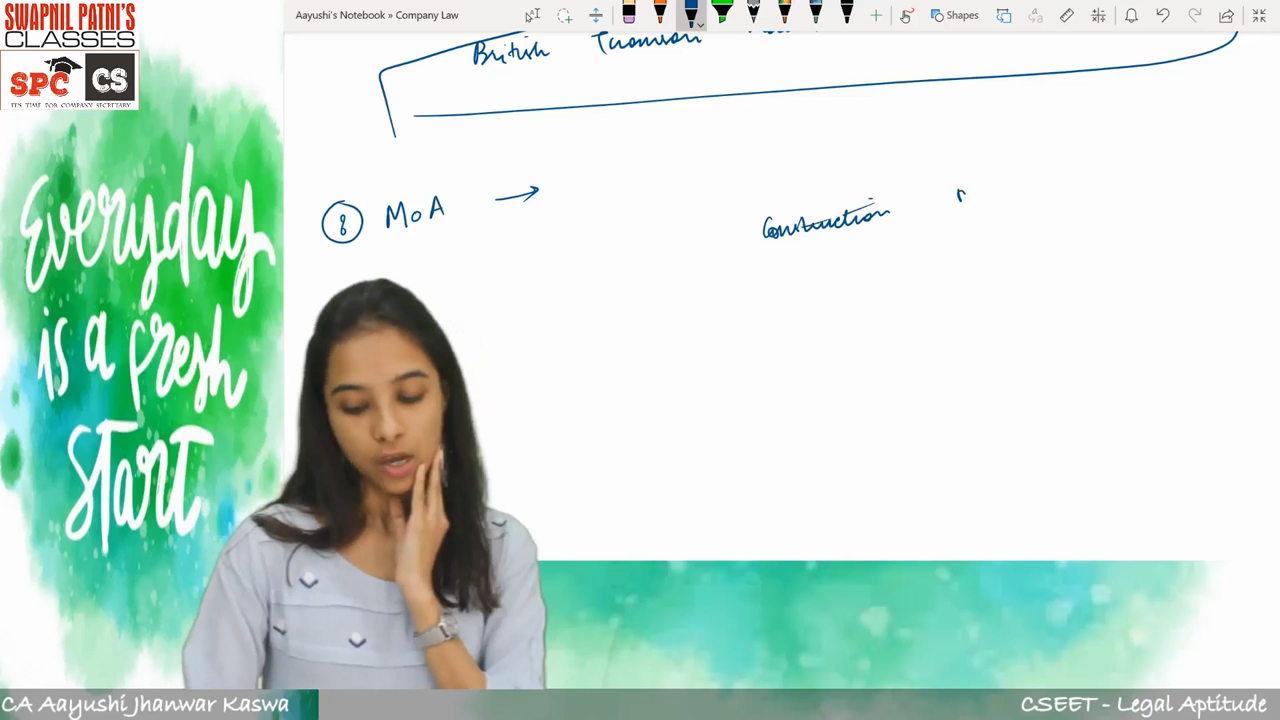 SWAPNIL PATNI'S
CLASSES
SPC CS
IT'S TIME FOR COMPANY SECRETARY
Aayushi's Notebook » Company Law
Shapes
British
8 MoA → Construction
Everyday
is a fresh
start
CA Aayushi Jhanwar Kaswa
CSEET - Legal Aptitude